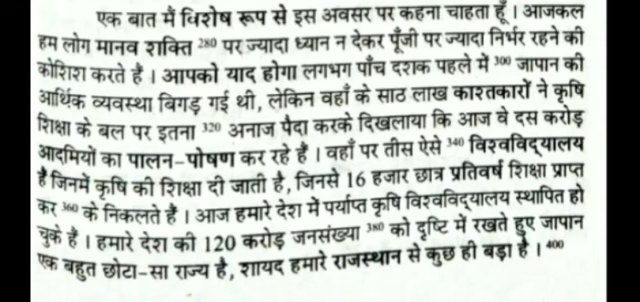 एक बात मैं विशेष रूप से इस अवसर पर कहना चाहता हूँ । आजकल
हम लोग मानव शक्ति 280 पर ज्यादा ध्यान न देकर पूँजी पर ज्यादा निर्भर रहने की
कोशिश करते हैं । आपको याद होगा लगभग पाँच दशक पहले में 300 जापान की
आर्थिक व्यवस्था बिगड़ गई थी, लेकिन वहाँ के साठ लाख काश्तकारों ने कृषि
शिक्षा के बल पर इतना 320 अनाज पैदा करके दिखलाया कि आज वे दस करोड़
आदमियों का पालन-पोषण कर रहे हैं । वहाँ पर तीस ऐसे 340 विश्वविद्यालय
हैं जिनमें कृषि की शिक्षा दी जाती है, जिनसे 16 हजार छात्र प्रतिवर्ष शिक्षा प्राप्त
कर 360 के निकलते हैं । आज हमारे देश में पर्याप्त कृषि विश्वविद्यालय स्थापित हो
चुके हैं । हमारे देश की 120 करोड़ जनसंख्या 380 को दृष्टि में रखते हुए जापान
एक बहुत छोटा-सा राज्य है, शायद हमारे राजस्थान से कुछ ही बड़ा है । 400